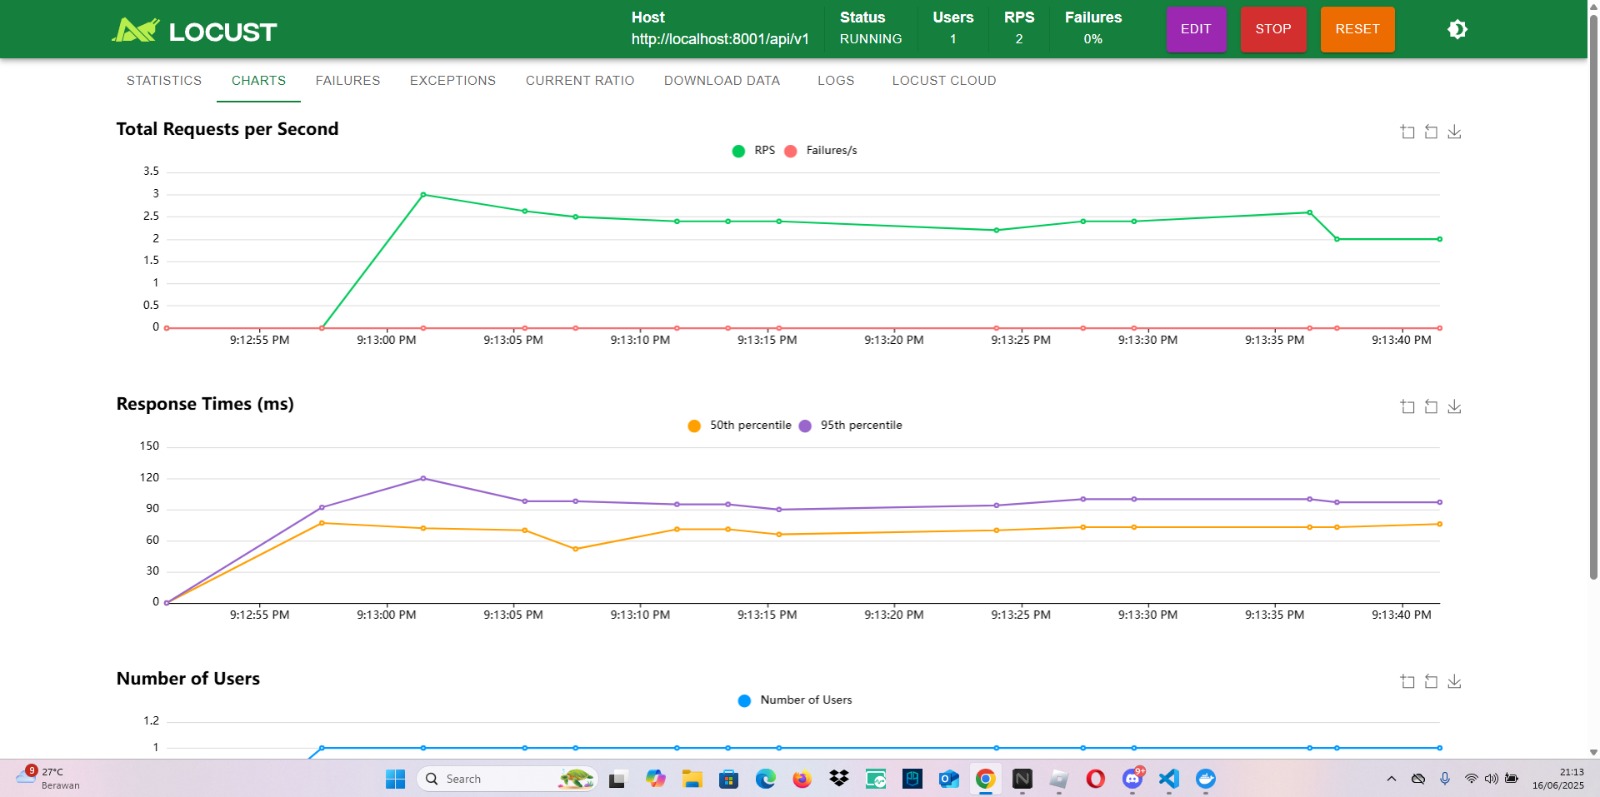 LOCUST
Host
http://localhost:8001/api/v1
Status
RUNNING
Users
1
RPS
2
Failures
0%
EDIT
STOP
RESET
STATISTICS CHARTS FAILURES EXCEPTIONS CURRENT RATIO DOWNLOAD DATA LOGS LOCUST CLOUD
Total Requests per Second
RPS Failures/s
3.5
3
2.5
2
1.5
1
0.5
0
9:12:55 PM 9:13:00 PM 9:13:05 PM 9:13:10 PM 9:13:15 PM 9:13:20 PM 9:13:25 PM 9:13:30 PM 9:13:35 PM 9:13:40 PM
Response Times (ms)
50th percentile 95th percentile
150
120
90
60
30
0
9:12:55 PM 9:13:00 PM 9:13:05 PM 9:13:10 PM 9:13:15 PM 9:13:20 PM 9:13:25 PM 9:13:30 PM 9:13:35 PM 9:13:40 PM
Number of Users
Number of Users
1.2
1
9
27°C
Berawan
Search
9+
21:13
16/06/2025